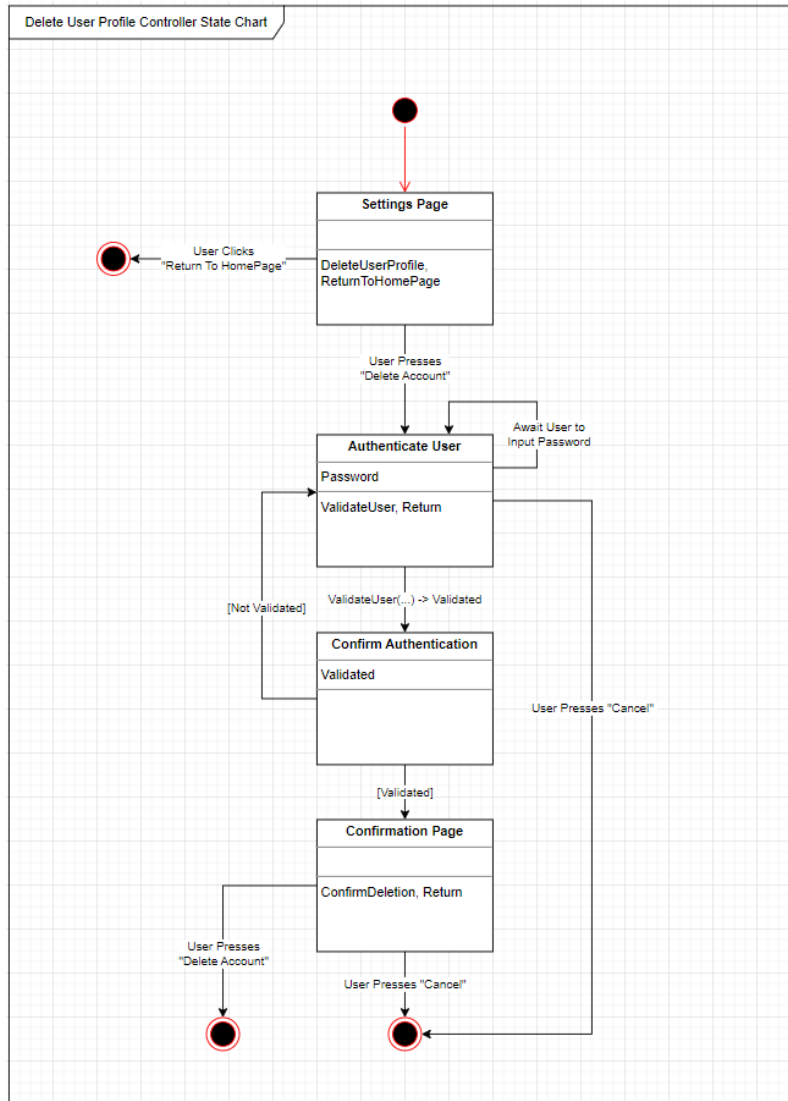 Delete User Profile Controller State Chart
Settings Page
User Clicks
"Return To HomePage"
DeleteUserProfile,
ReturnToHomePage
User Presses
"Delete Account"
Await User to
Input Password
Authenticate User
Password
ValidateUser, Return
[Not Validated]
ValidateUser(...) -> Validated
Confirm Authentication
Validated
User Presses "Cancel"
[Validated]
Confirmation Page
ConfirmDeletion, Return
User Presses
"Delete Account"
User Presses "Cancel"